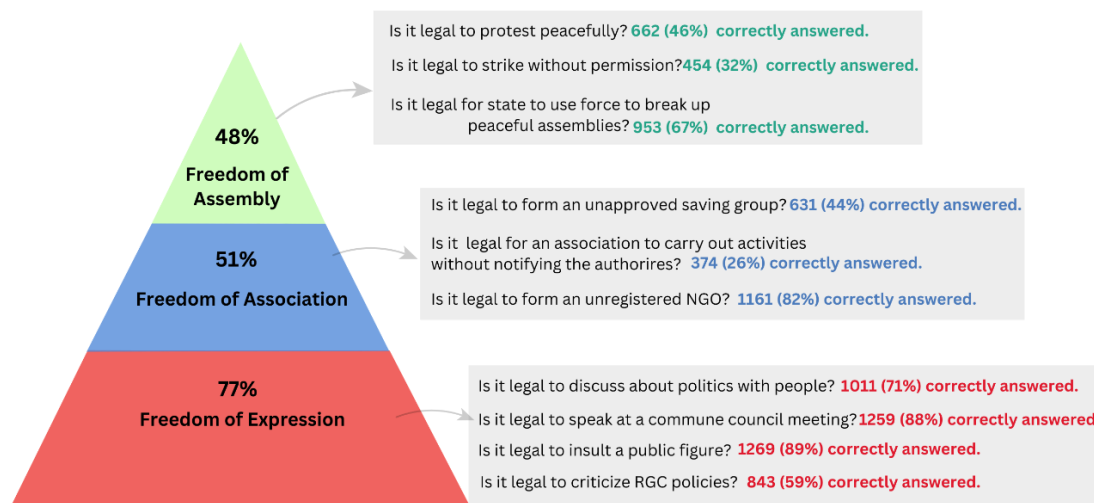 Is it legal to protest peacefully? 662 (46%) correctly answered.
Is it legal to strike without permission?454 (32%) correctly answered.
Is it legal for state to use force to break up
peaceful assemblies? 953 (67%) correctly answered.
48%
Freedom of
Assembly
Is it legal to form an unapproved saving group? 631 (44%) correctly answered.
Is it legal for an association to carry out activities
without notifying the authorires? 374 (26%) correctly answered.
Is it legal to form an unregistered NGO? 1161 (82%) correctly answered.
51%
Freedom of Association
77%
Freedom of Expression
Is it legal to discuss about politics with people? 1011 (71%) correctly answered.
Is it legal to speak at a commune council meeting? 1259 (88%) correctly answered
Is it legal to insult a public figure? 1269 (89%) correctly answered.
Is it legal to criticize RGC policies? 843 (59%) correctly answered.